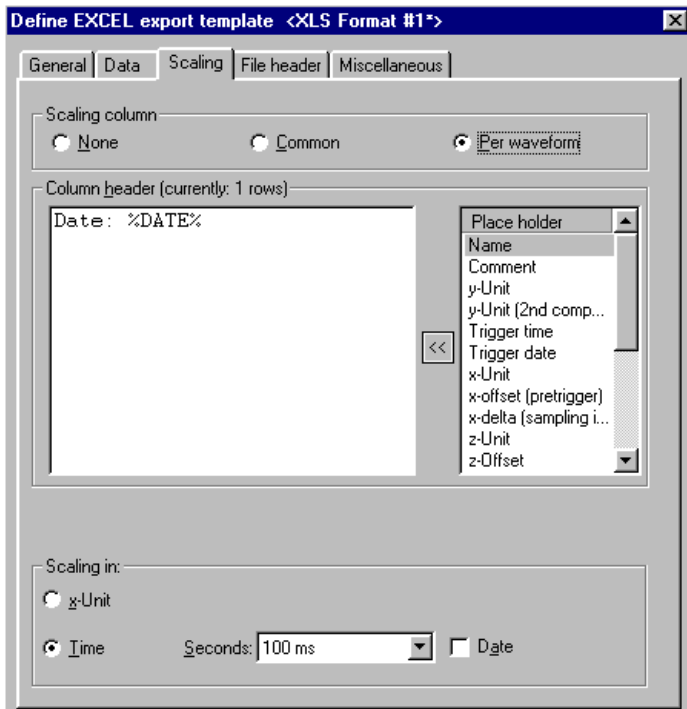 Define EXCEL export template <XLS Format #1*>
General Data Scaling File header Miscellaneous
Scaling column
None Common Per waveform
Column header (currently: 1 rows)
Date: %DATE%
Place holder
Name
Comment
y-Unit
y-Unit (2nd comp...
Trigger time
Trigger date
<<
x-Unit
x-offset (pretrigger)
x-delta (sampling i...
z-Unit
z-Offset
Scaling in:
x-Unit
Time Seconds: 100 ms Date